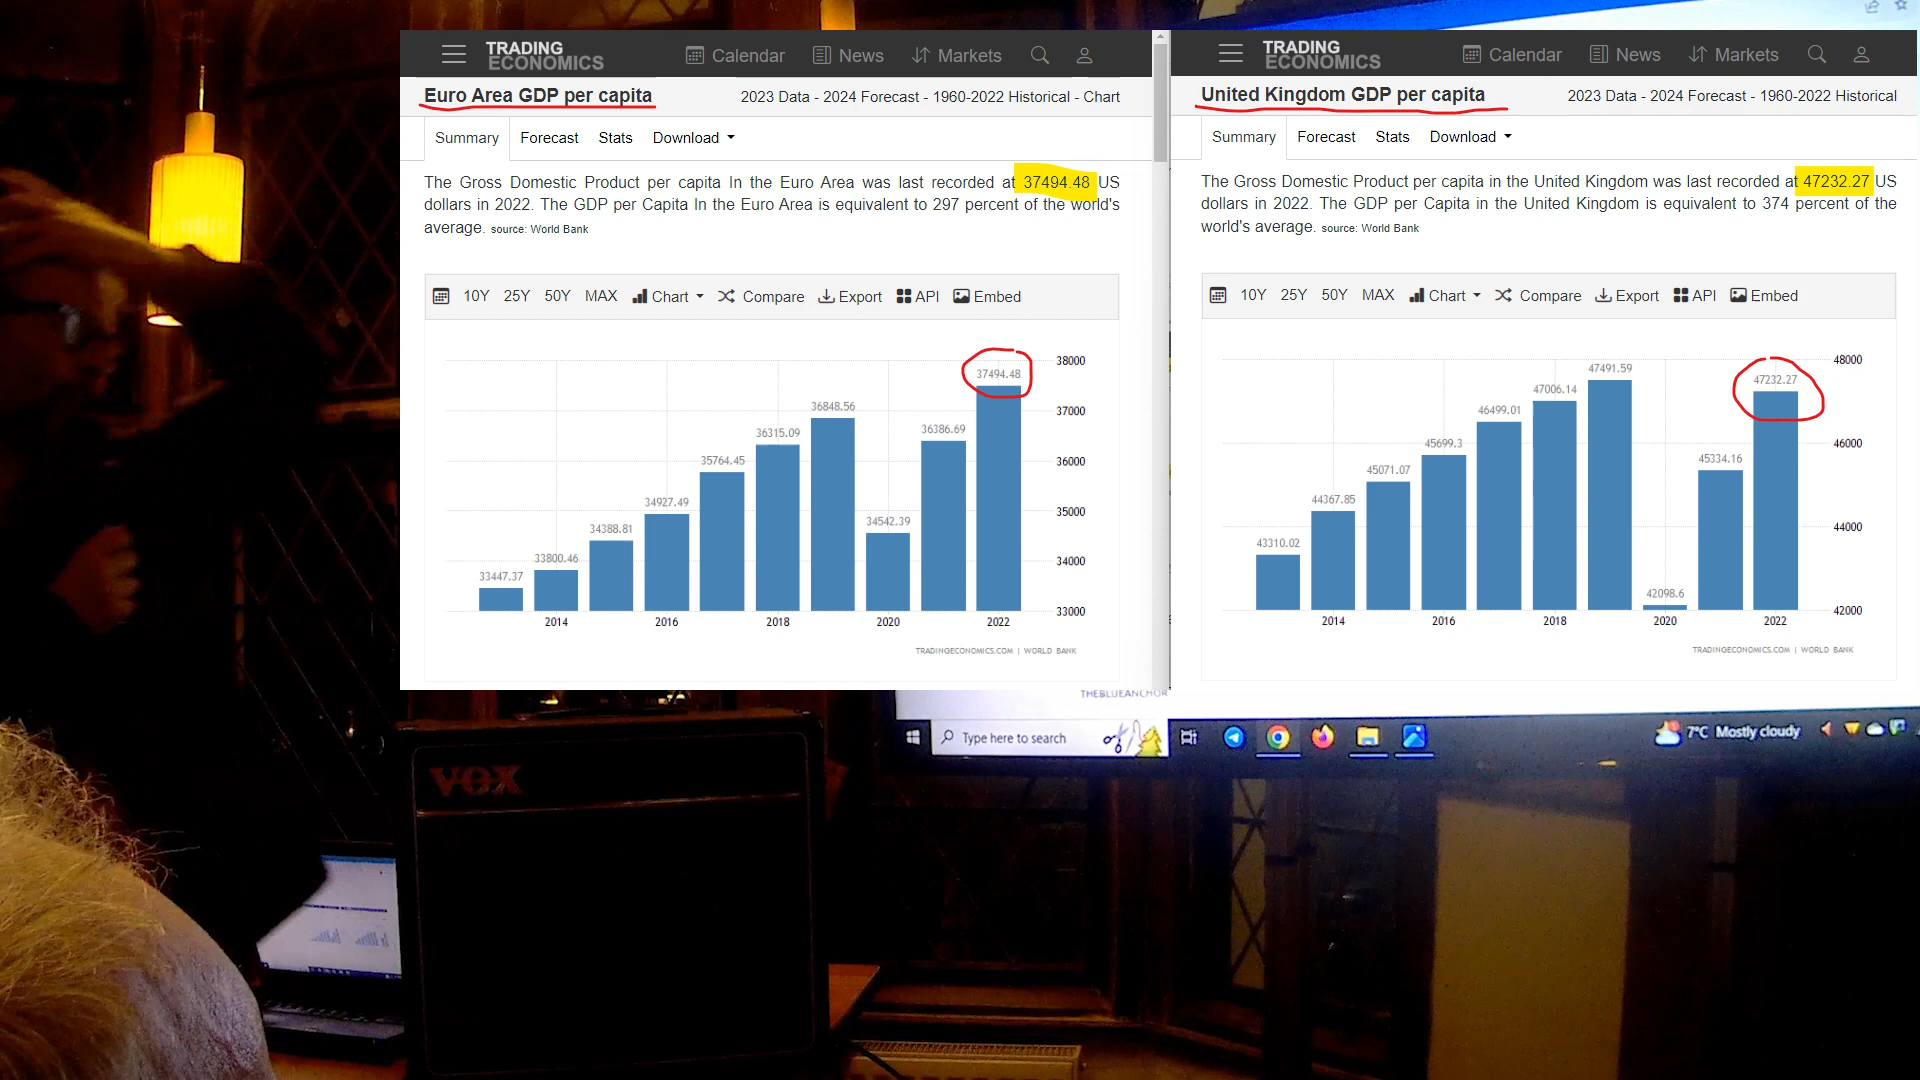 TRADING
ECONOMICS
Calendar
News
Markets
Euro Area GDP per capita
2023 Data - 2024 Forecast - 1960-2022 Historical - Chart
Summary
Forecast
Stats
Download
The Gross Domestic Product per capita In the Euro Area was last recorded at 37494.48 US
dollars in 2022. The GDP per Capita In the Euro Area is equivalent to 297 percent of the world's
average. source: World Bank
10Y
25Y
50Y
MAX
Chart
Compare
Export
API
Embed
33447.37
33800.46
34388.81
34927.49
35764.45
36315.09
36848.56
34542.39
36386.69
37494.48
38000
37000
36000
35000
34000
33000
2014
2016
2018
2020
2022
TRADINGECONOMICS.COM | WORLD BANK
TRADING
ECONOMICS
Calendar
News
Markets
United Kingdom GDP per capita
2023 Data - 2024 Forecast - 1960-2022 Historical
Summary
Forecast
Stats
Download
The Gross Domestic Product per capita in the United Kingdom was last recorded at 47232.27 US
dollars in 2022. The GDP per Capita in the United Kingdom is equivalent to 374 percent of the
world's average. source: World Bank
10Y
25Y
50Y
MAX
Chart
Compare
Export
API
Embed
43310.02
44367.85
45071.07
45699.3
46499.01
47006.14
47491.59
42098.6
45334.16
47232.27
48000
46000
44000
42000
2014
2016
2018
2020
2022
TRADINGECONOMICS.COM | WORLD BANK
THEBLUEANCHOR
Type here to search
7°C Mostly cloudy
VOX